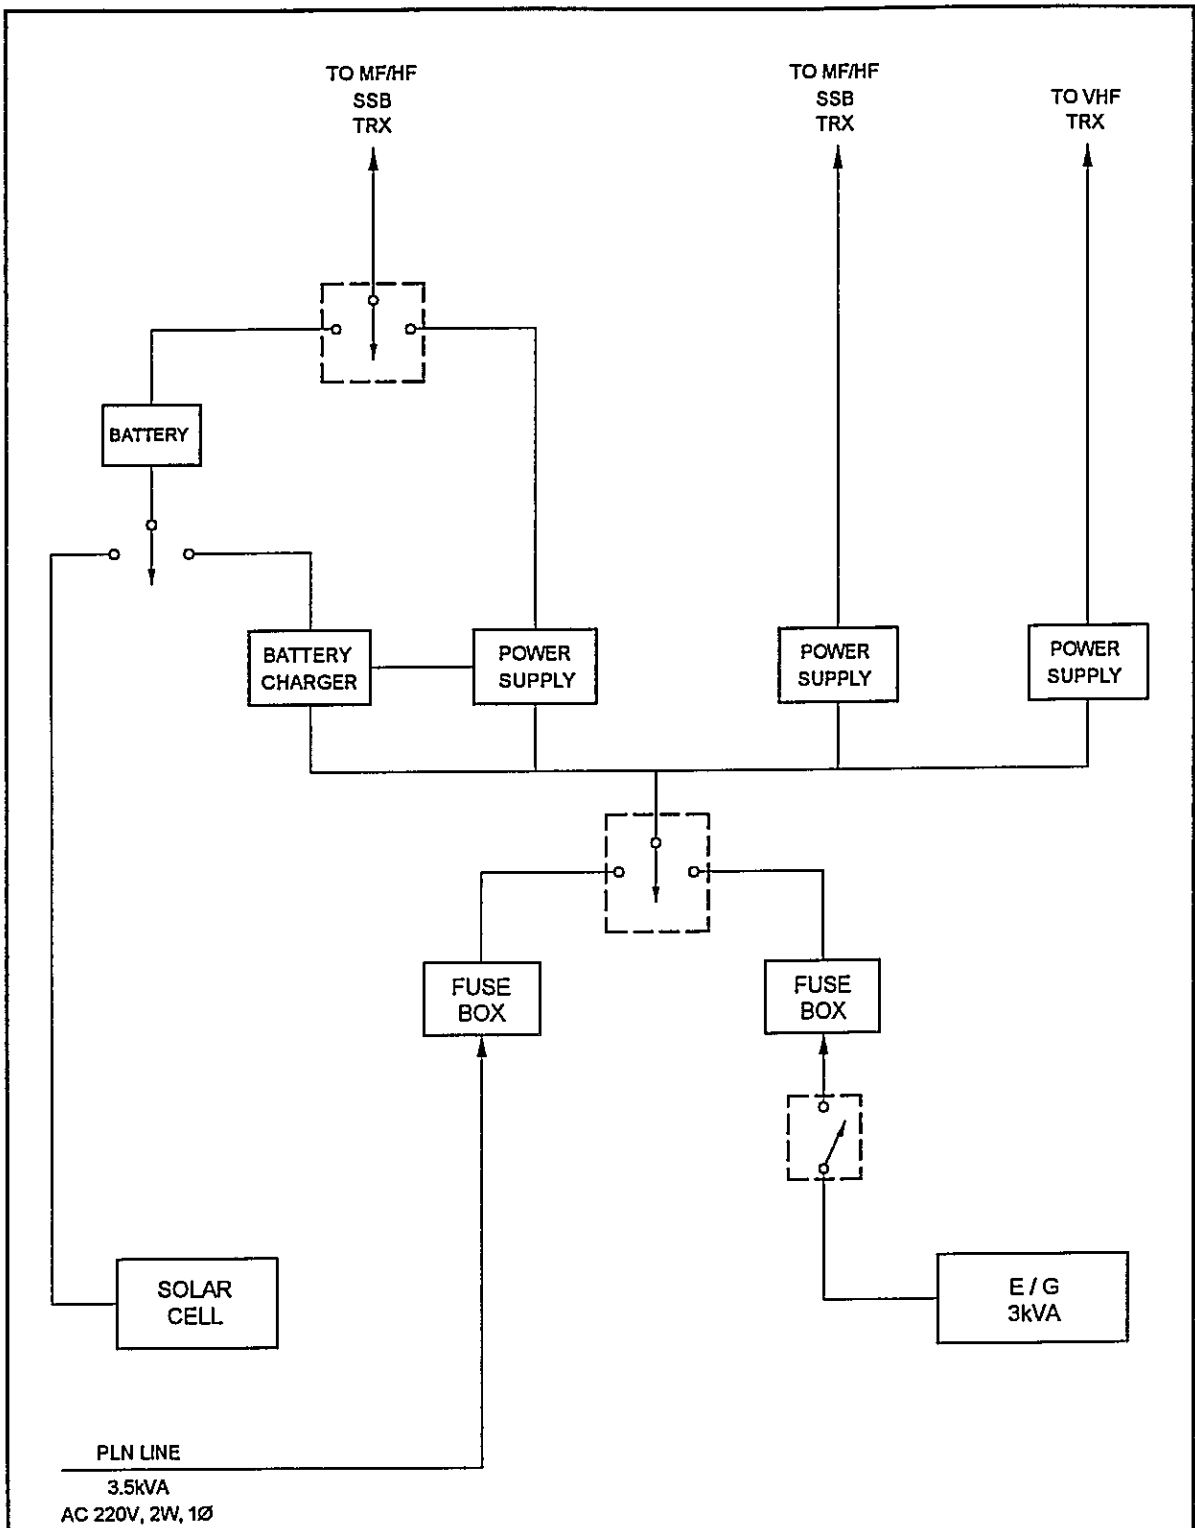 TO MF/HF
SSB
TRX
TO MF/HF
SSB
TRX
TO VHF
TRX
BATTERY
BATTERY
CHARGER
POWER
SUPPLY
POWER
SUPPLY
POWER
SUPPLY
FUSE
BOX
FUSE
BOX
SOLAR
CELL
E / G
3kVA
PLN LINE
3.5kVA
AC 220V, 2W, 1Ø